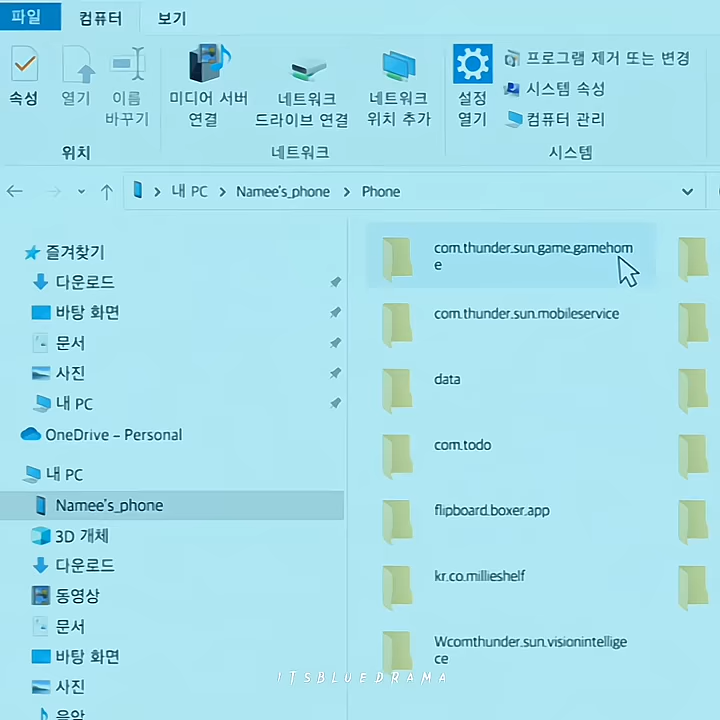 파일 컴퓨터 보기
속성 열기 이름 바꾸기
미디어 서버 연결
네트워크 드라이브 연결
네트워크 위치 추가
설정 열기
프로그램 제거 또는 변경
시스템 속성
컴퓨터 관리
위치 네트워크 시스템
내 PC > Namee's_phone > Phone
즐겨찾기
다운로드
바탕 화면
문서
사진
내 PC
OneDrive – Personal
내 PC
Namee's_phone
3D 개체
다운로드
동영상
문서
바탕 화면
사진
음악
com.thunder.sun.game.gamehom
e
com.thunder.sun.mobileservice
data
com.todo
flipboard.boxer.app
kr.co.millieshelf
Wcomthunder.sun.visionintellige
ce
ITSBLUEDRAMA